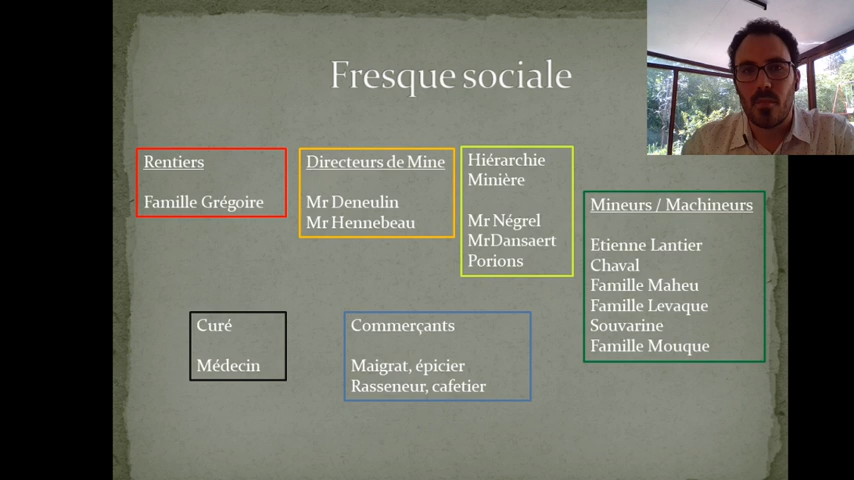 Fresque sociale
Rentiers
Famille Grégoire
Directeurs de Mine
Mr Deneulin
Mr Hennebeau
Hiérarchie
Minière
Mr Négrel
MrDansaert
Porions
Mineurs / Machineurs
Etienne Lantier
Chaval
Famille Maheu
Famille Levaque
Souvarine
Famille Mouque
Curé
Médecin
Commerçants
Maigrat, épicier
Rasseneur, cafetier